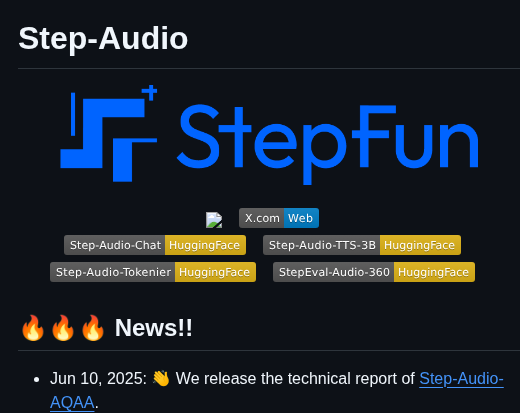 Step-Audio
StepFun
X.com Web
Step-Audio-Chat HuggingFace Step-Audio-TTS-3B HuggingFace
Step-Audio-Tokenier HuggingFace StepEval-Audio-360 HuggingFace
🔥🔥🔥 News!!
• Jun 10, 2025: 👋 We release the technical report of Step-Audio-
AQAA.